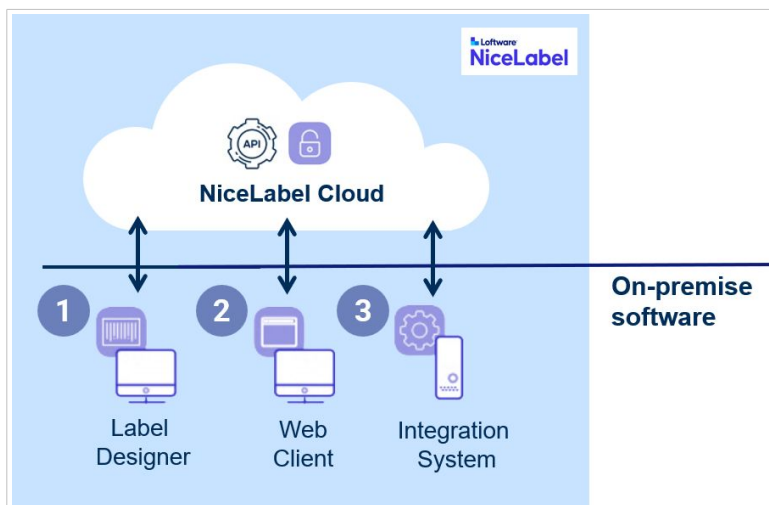 Loftware
NiceLabel
API
NiceLabel Cloud
On-premise
software
1
2
3
Label
Designer
Web
Client
Integration
System